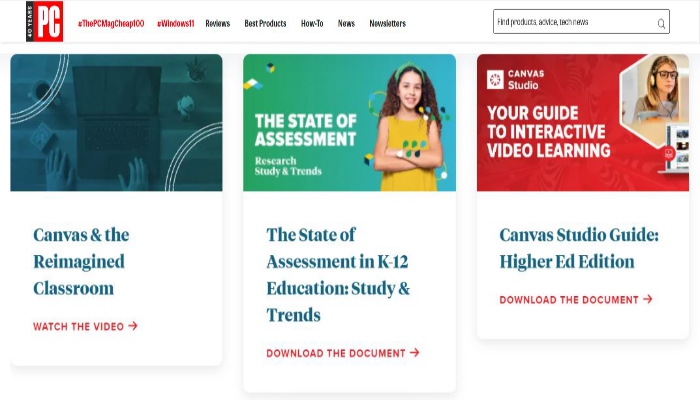 40 YEARS
PC
#ThePCMagCheap100
#Windows11
Reviews
Best Products
How-To
News
Newsletters
Find products, advice, tech news
THE STATE OF
ASSESSMENT
Research
Study & Trends
CANVAS
Studio
YOUR GUIDE
TO INTERACTIVE
VIDEO LEARNING
Canvas & the
Reimagined
Classroom
WATCH THE VIDEO →
The State of
Assessment in K-12
Education: Study &
Trends
DOWNLOAD THE DOCUMENT →
Canvas Studio Guide:
Higher Ed Edition
DOWNLOAD THE DOCUMENT →